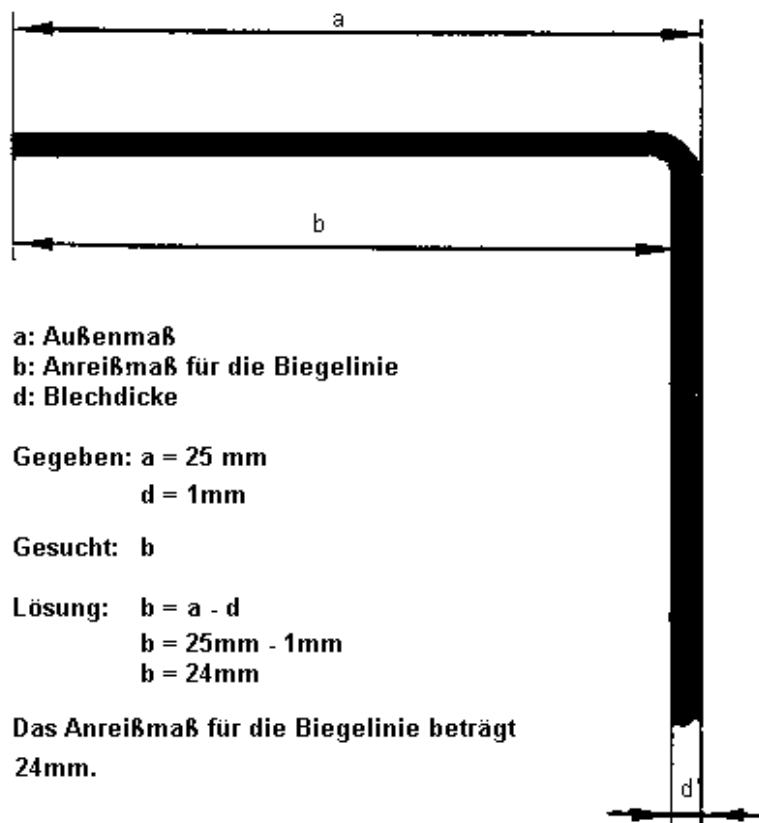 a
b
a: Außenmaß
b: Anreißmaß für die Biegelinie
d: Blechdicke
Gegeben: a = 25 mm
d = 1mm
Gesucht: b
Lösung: b = a - d
b = 25mm - 1mm
b = 24mm
Das Anreißmaß für die Biegelinie beträgt
24mm.
d